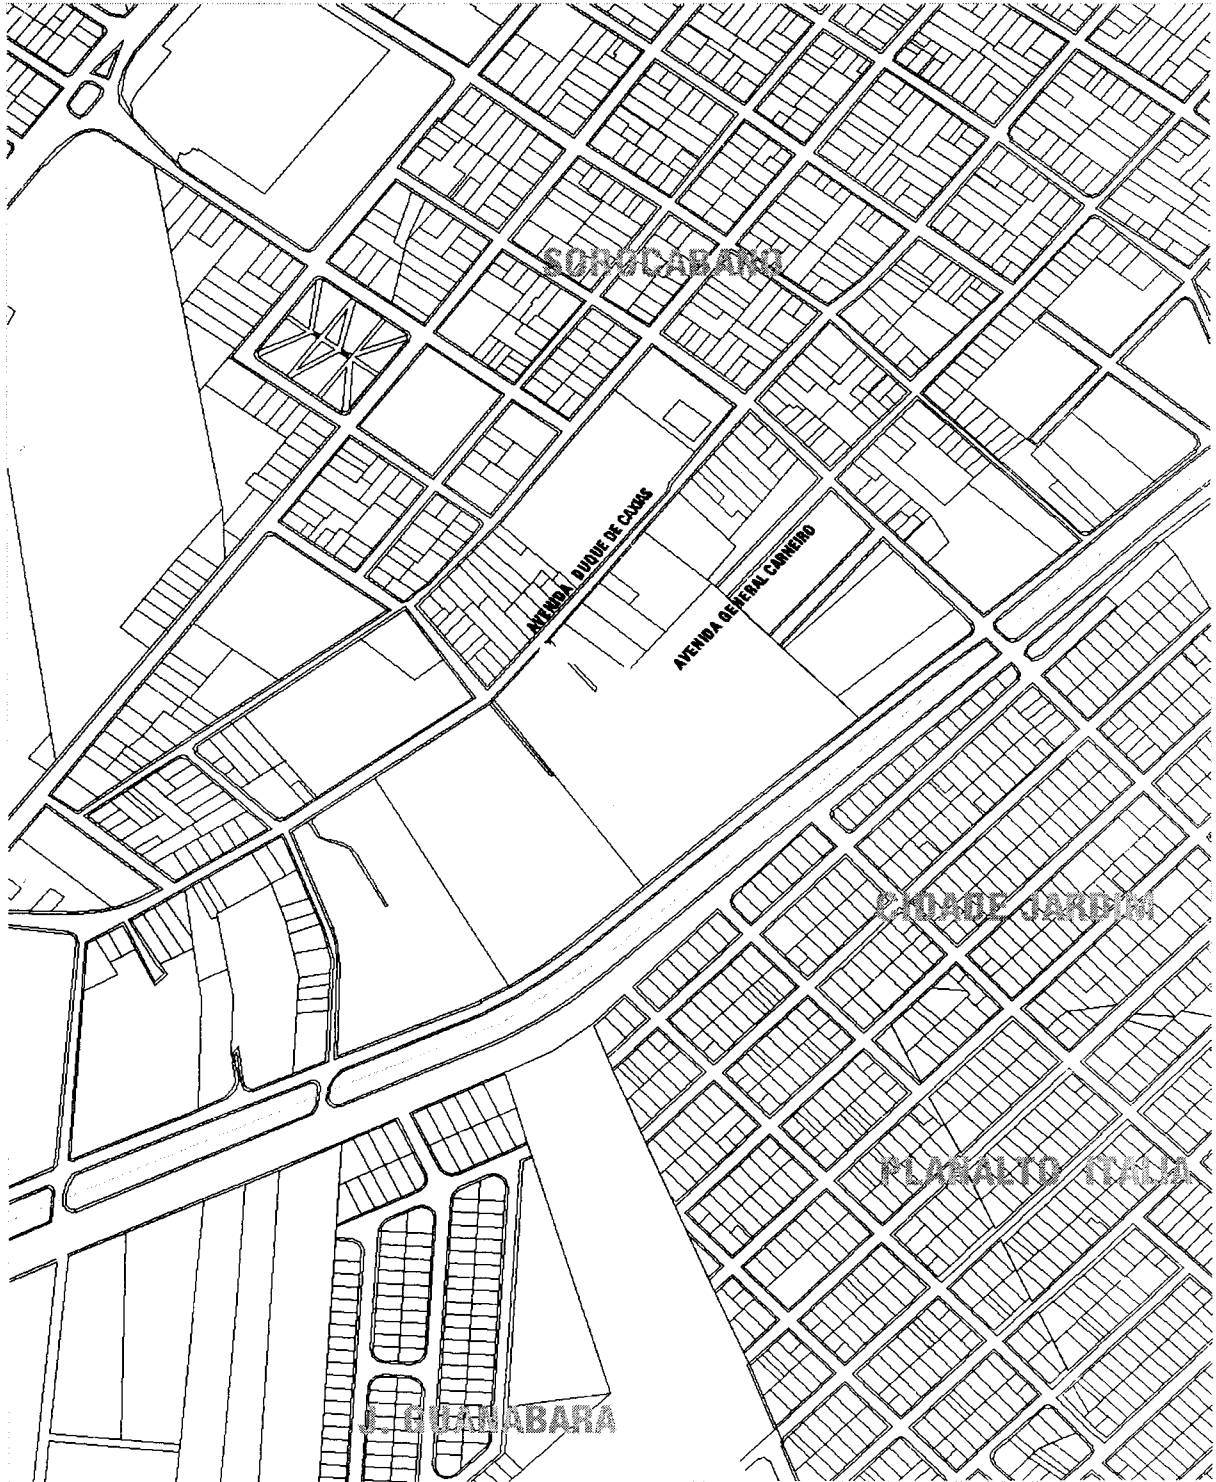 SOROCABANO
AVENIDA DUQUE DE CAXIAS
AVENIDA GENERAL CARNEIRO
CIDADE JARDIM
PLANALTO ITALIA
J. GUANABARA